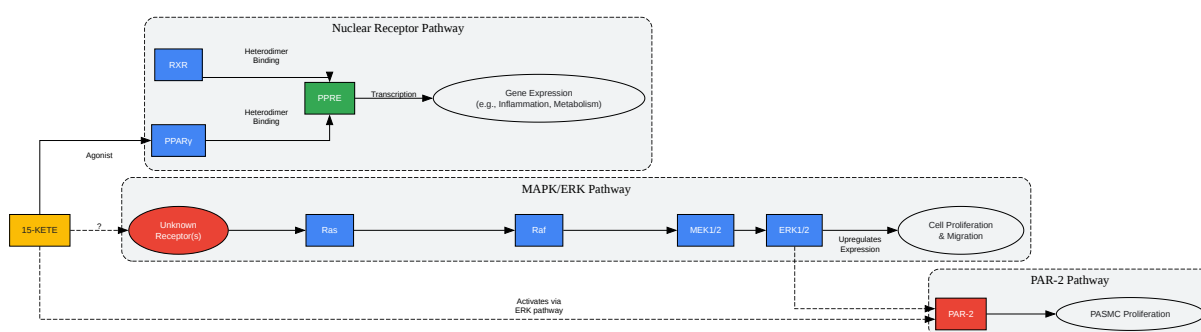 Nuclear Receptor Pathway
RXR
Heterodimer
Binding
PPRE
Transcription
Gene Expression
(e.g., Inflammation, Metabolism)
Heterodimer
Binding
PPARγ
Agonist
MAPK/ERK Pathway
15-KETE
?
Unknown
Receptor(s)
Ras
Raf
MEK1/2
ERK1/2
Upregulates
Expression
Cell Proliferation
& Migration
PAR-2 Pathway
Activates via
ERK pathway
PAR-2
PASMC Proliferation